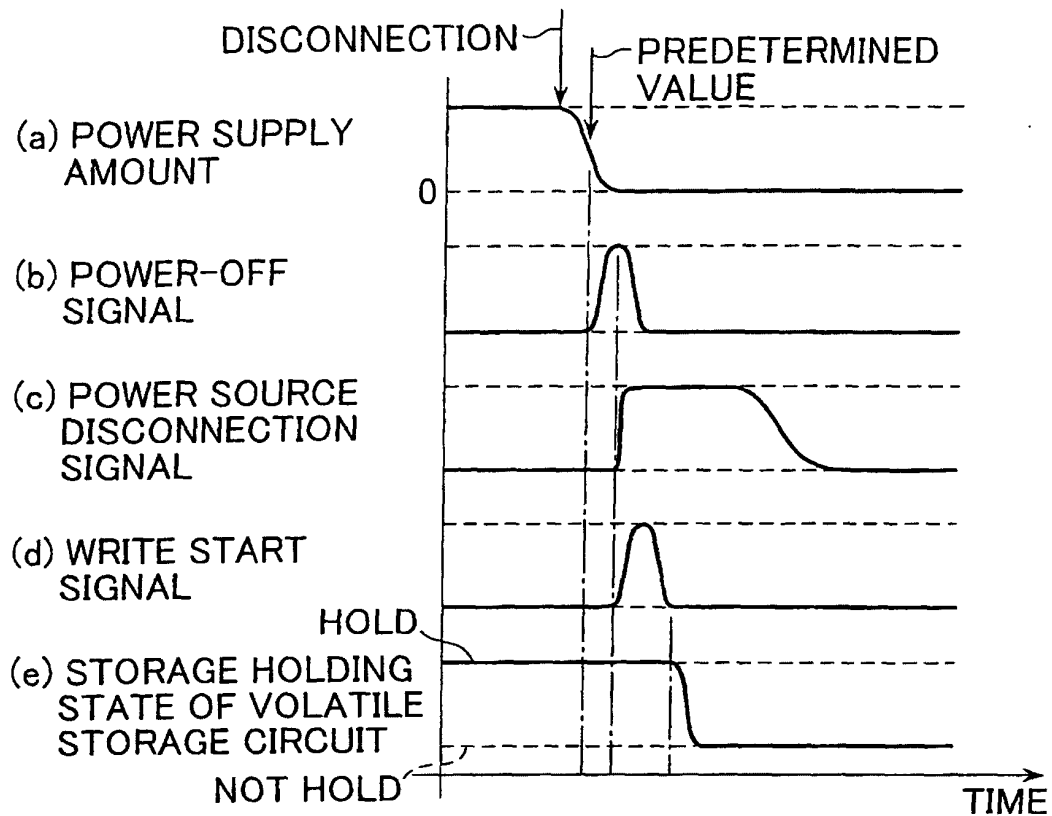 DISCONNECTION
PREDETERMINED
VALUE
(a) POWER SUPPLY
AMOUNT
0
(b) POWER-OFF
SIGNAL
(c) POWER SOURCE
DISCONNECTION
SIGNAL
(d) WRITE START
SIGNAL
HOLD
(e) STORAGE HOLDING
STATE OF VOLATILE
STORAGE CIRCUIT
NOT HOLD
TIME